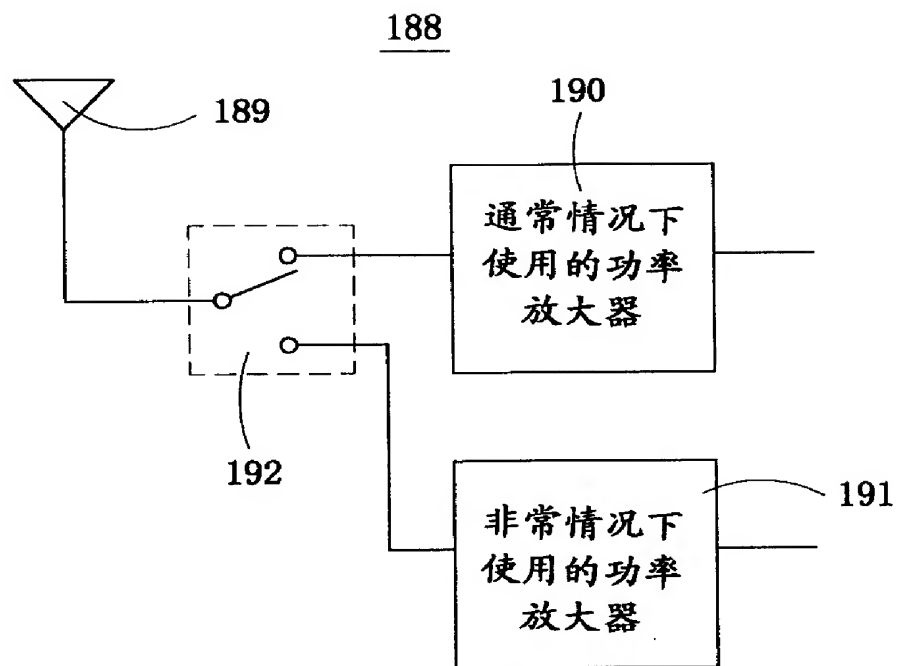 188
189
190
通常情况下
使用的功率
放大器
192
191
非常情况下
使用的功率
放大器